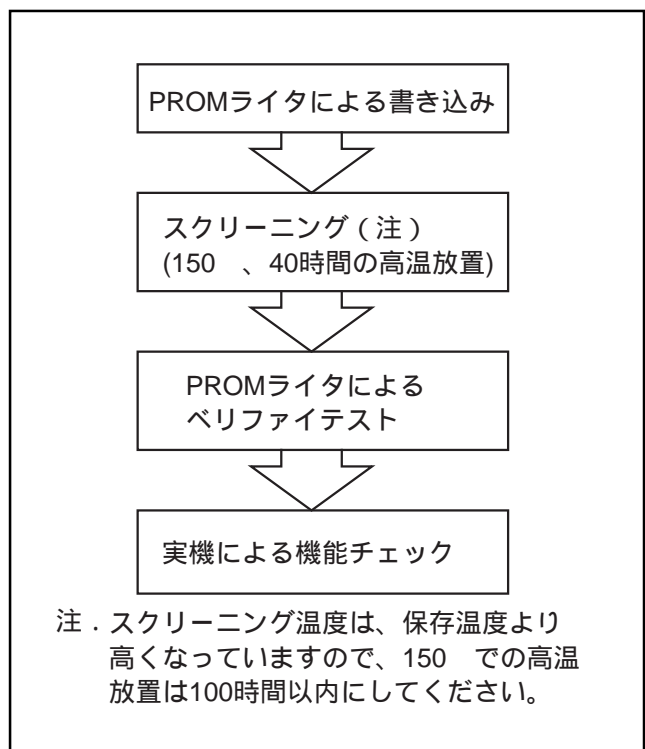 PROMライタによる書き込み
スクリーニング(注)
(150　、40時間の高温放置)
PROMライタによる
ベリファイテスト
実機による機能チェック
注．スクリーニング温度は、保存温度より
高くなっていますので、150　での高温
放置は100時間以内にしてください。